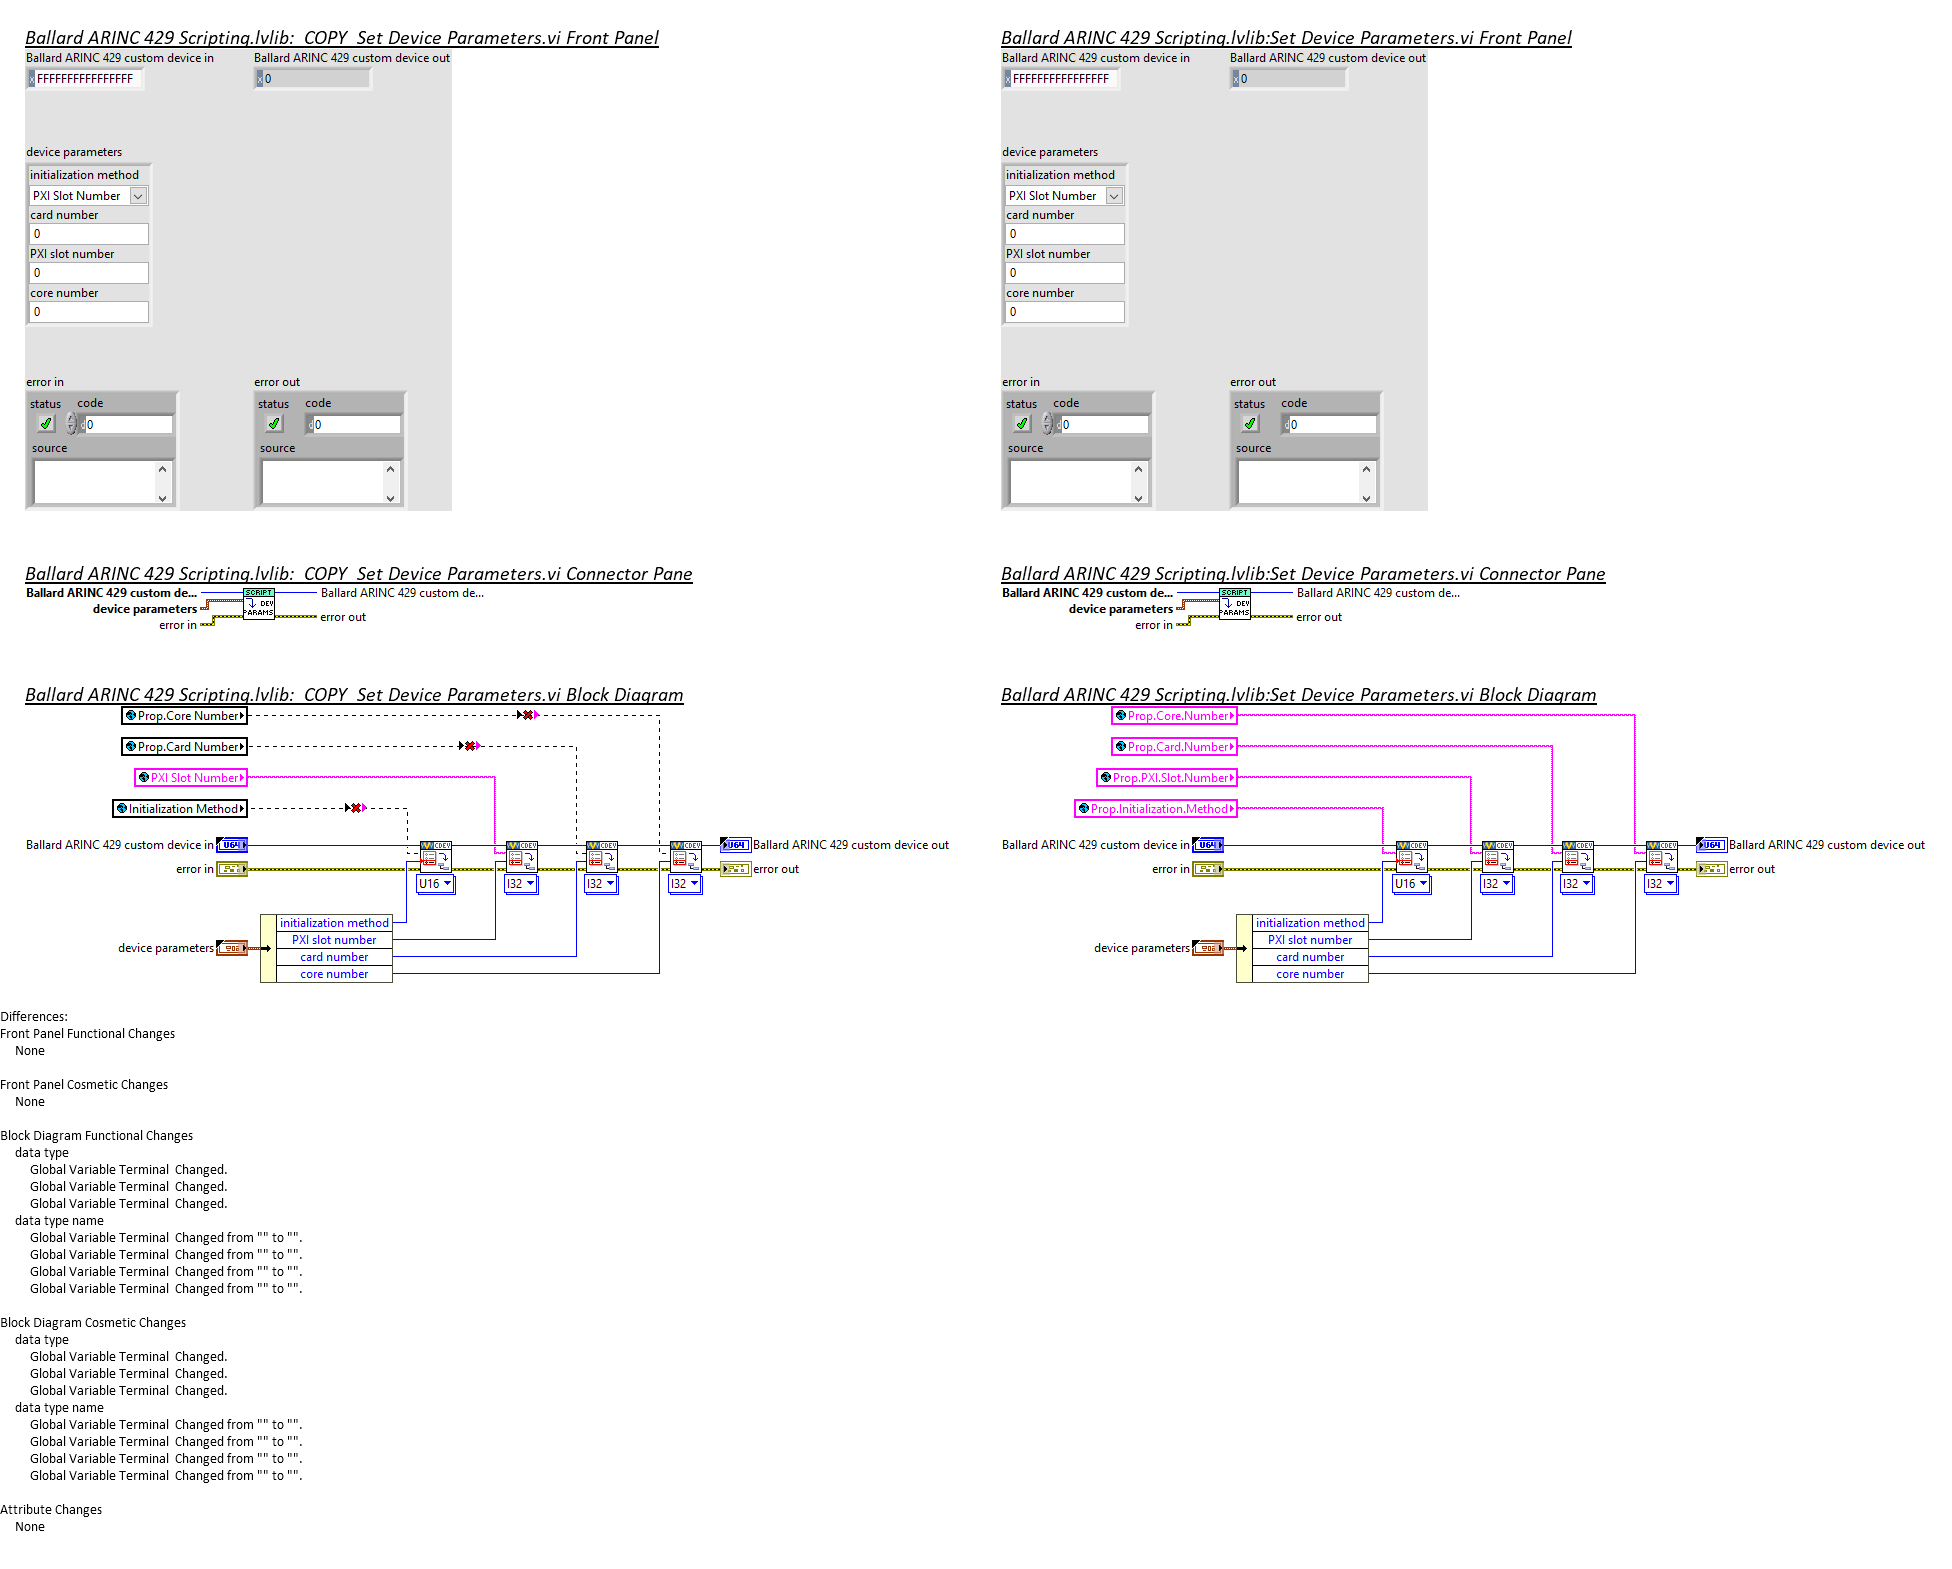 Ballard ARINC 429 Scripting.lvlib:  COPY  Set Device Parameters.vi Front Panel
Ballard ARINC 429 custom device in
Ballard ARINC 429 custom device out
x FFFFFFFFFFFFFFFF
x 0
device parameters
initialization method
PXI Slot Number
card number
0
PXI slot number
0
core number
0
error in
error out
status
code
d 0
source
status
code
d 0
source
Ballard ARINC 429 Scripting.lvlib:Set Device Parameters.vi Front Panel
Ballard ARINC 429 custom device in
Ballard ARINC 429 custom device out
x FFFFFFFFFFFFFFFF
x 0
device parameters
initialization method
PXI Slot Number
card number
0
PXI slot number
0
core number
0
error in
error out
status
code
d 0
source
status
code
d 0
source
Ballard ARINC 429 Scripting.lvlib:  COPY  Set Device Parameters.vi Connector Pane
Ballard ARINC 429 custom de...
device parameters
error in
SCRIPT
DEV
PARAMS
Ballard ARINC 429 custom de...
error out
Ballard ARINC 429 Scripting.lvlib:Set Device Parameters.vi Connector Pane
Ballard ARINC 429 custom de...
device parameters
error in
SCRIPT
DEV
PARAMS
Ballard ARINC 429 custom de...
error out
Ballard ARINC 429 Scripting.lvlib:  COPY  Set Device Parameters.vi Block Diagram
Prop.Core Number
Prop.Card Number
PXI Slot Number
Initialization Method
Ballard ARINC 429 custom device in
U64
CDEV
CDEV
CDEV
CDEV
U64
Ballard ARINC 429 custom device out
error in
error out
U16
I32
I32
I32
device parameters
initialization method
PXI slot number
card number
core number
Ballard ARINC 429 Scripting.lvlib:Set Device Parameters.vi Block Diagram
Prop.Core.Number
Prop.Card.Number
Prop.PXI.Slot.Number
Prop.Initialization.Method
Ballard ARINC 429 custom device in
U64
CDEV
CDEV
CDEV
CDEV
U64
Ballard ARINC 429 custom device out
error in
error out
U16
I32
I32
I32
device parameters
initialization method
PXI slot number
card number
core number
Differences:
Front Panel Functional Changes
None
Front Panel Cosmetic Changes
None
Block Diagram Functional Changes
data type
Global Variable Terminal  Changed.
Global Variable Terminal  Changed.
Global Variable Terminal  Changed.
data type name
Global Variable Terminal  Changed from "" to "".
Global Variable Terminal  Changed from "" to "".
Global Variable Terminal  Changed from "" to "".
Global Variable Terminal  Changed from "" to "".
Block Diagram Cosmetic Changes
data type
Global Variable Terminal  Changed.
Global Variable Terminal  Changed.
Global Variable Terminal  Changed.
data type name
Global Variable Terminal  Changed from "" to "".
Global Variable Terminal  Changed from "" to "".
Global Variable Terminal  Changed from "" to "".
Global Variable Terminal  Changed from "" to "".
Attribute Changes
None